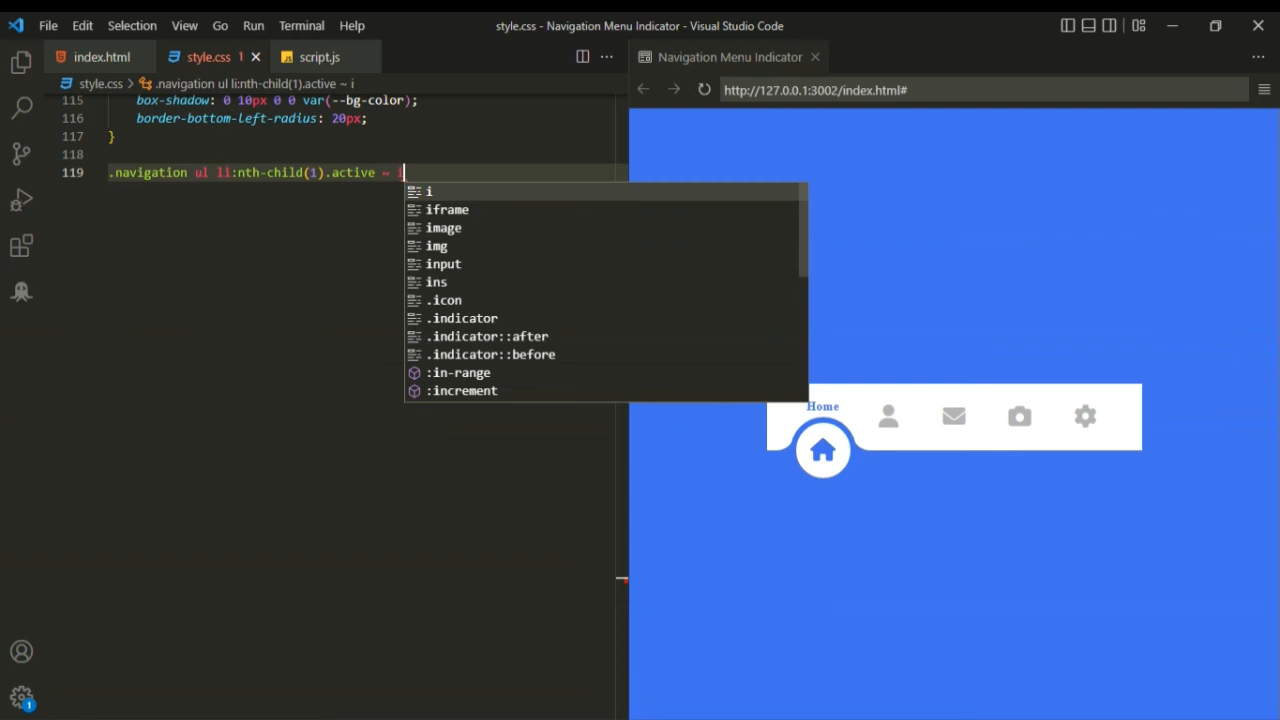 File Edit Selection View Go Run Terminal Help
style.css - Navigation Menu Indicator - Visual Studio Code
index.html
style.css 1
script.js
Navigation Menu Indicator
style.css > .navigation ul li:nth-child(1).active ~ i
http://127.0.0.1:3002/index.html#
115 box-shadow: 0 10px 0 0 var(--bg-color);
116 border-bottom-left-radius: 20px;
117 }
118
119 .navigation ul li:nth-child(1).active ~ i
i
iframe
image
img
input
ins
.icon
.indicator
.indicator::after
.indicator::before
:in-range
:increment
Home
1